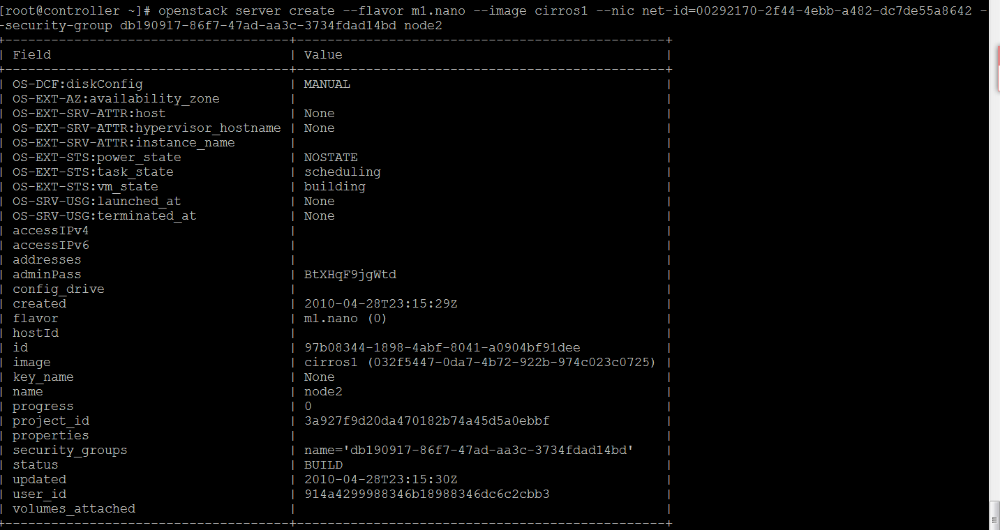 [root@controller ~]# openstack server create --flavor m1.nano --image cirros1 --nic net-id=00292170-2f44-4ebb-a482-dc7de55a8642 -
-security-group db190917-86f7-47ad-aa3c-3734fdad14bd node2
+-------------------------------------+------------------------------------------------+
| Field                               | Value                                          |
+-------------------------------------+------------------------------------------------+
| OS-DCF:diskConfig                   | MANUAL                                         |
| OS-EXT-AZ:availability_zone         |                                                |
| OS-EXT-SRV-ATTR:host                | None                                           |
| OS-EXT-SRV-ATTR:hypervisor_hostname | None                                           |
| OS-EXT-SRV-ATTR:instance_name       |                                                |
| OS-EXT-STS:power_state              | NOSTATE                                        |
| OS-EXT-STS:task_state               | scheduling                                     |
| OS-EXT-STS:vm_state                 | building                                       |
| OS-SRV-USG:launched_at              | None                                           |
| OS-SRV-USG:terminated_at            | None                                           |
| accessIPv4                          |                                                |
| accessIPv6                          |                                                |
| addresses                           |                                                |
| adminPass                           | BtXHqF9jgWtd                                   |
| config_drive                        |                                                |
| created                             | 2010-04-28T23:15:29Z                           |
| flavor                              | m1.nano (0)                                    |
| hostId                              |                                                |
| id                                  | 97b08344-1898-4abf-8041-a0904bf91dee           |
| image                               | cirros1 (032f5447-0da7-4b72-922b-974c023c0725) |
| key_name                            | None                                           |
| name                                | node2                                          |
| progress                            | 0                                              |
| project_id                          | 3a927f9d20da470182b74a45d5a0ebbf               |
| properties                          |                                                |
| security_groups                     | name='db190917-86f7-47ad-aa3c-3734fdad14bd'    |
| status                              | BUILD                                          |
| updated                             | 2010-04-28T23:15:30Z                           |
| user_id                             | 914a4299988346b18988346dc6c2cbb3               |
| volumes_attached                    |                                                |
+-------------------------------------+------------------------------------------------+